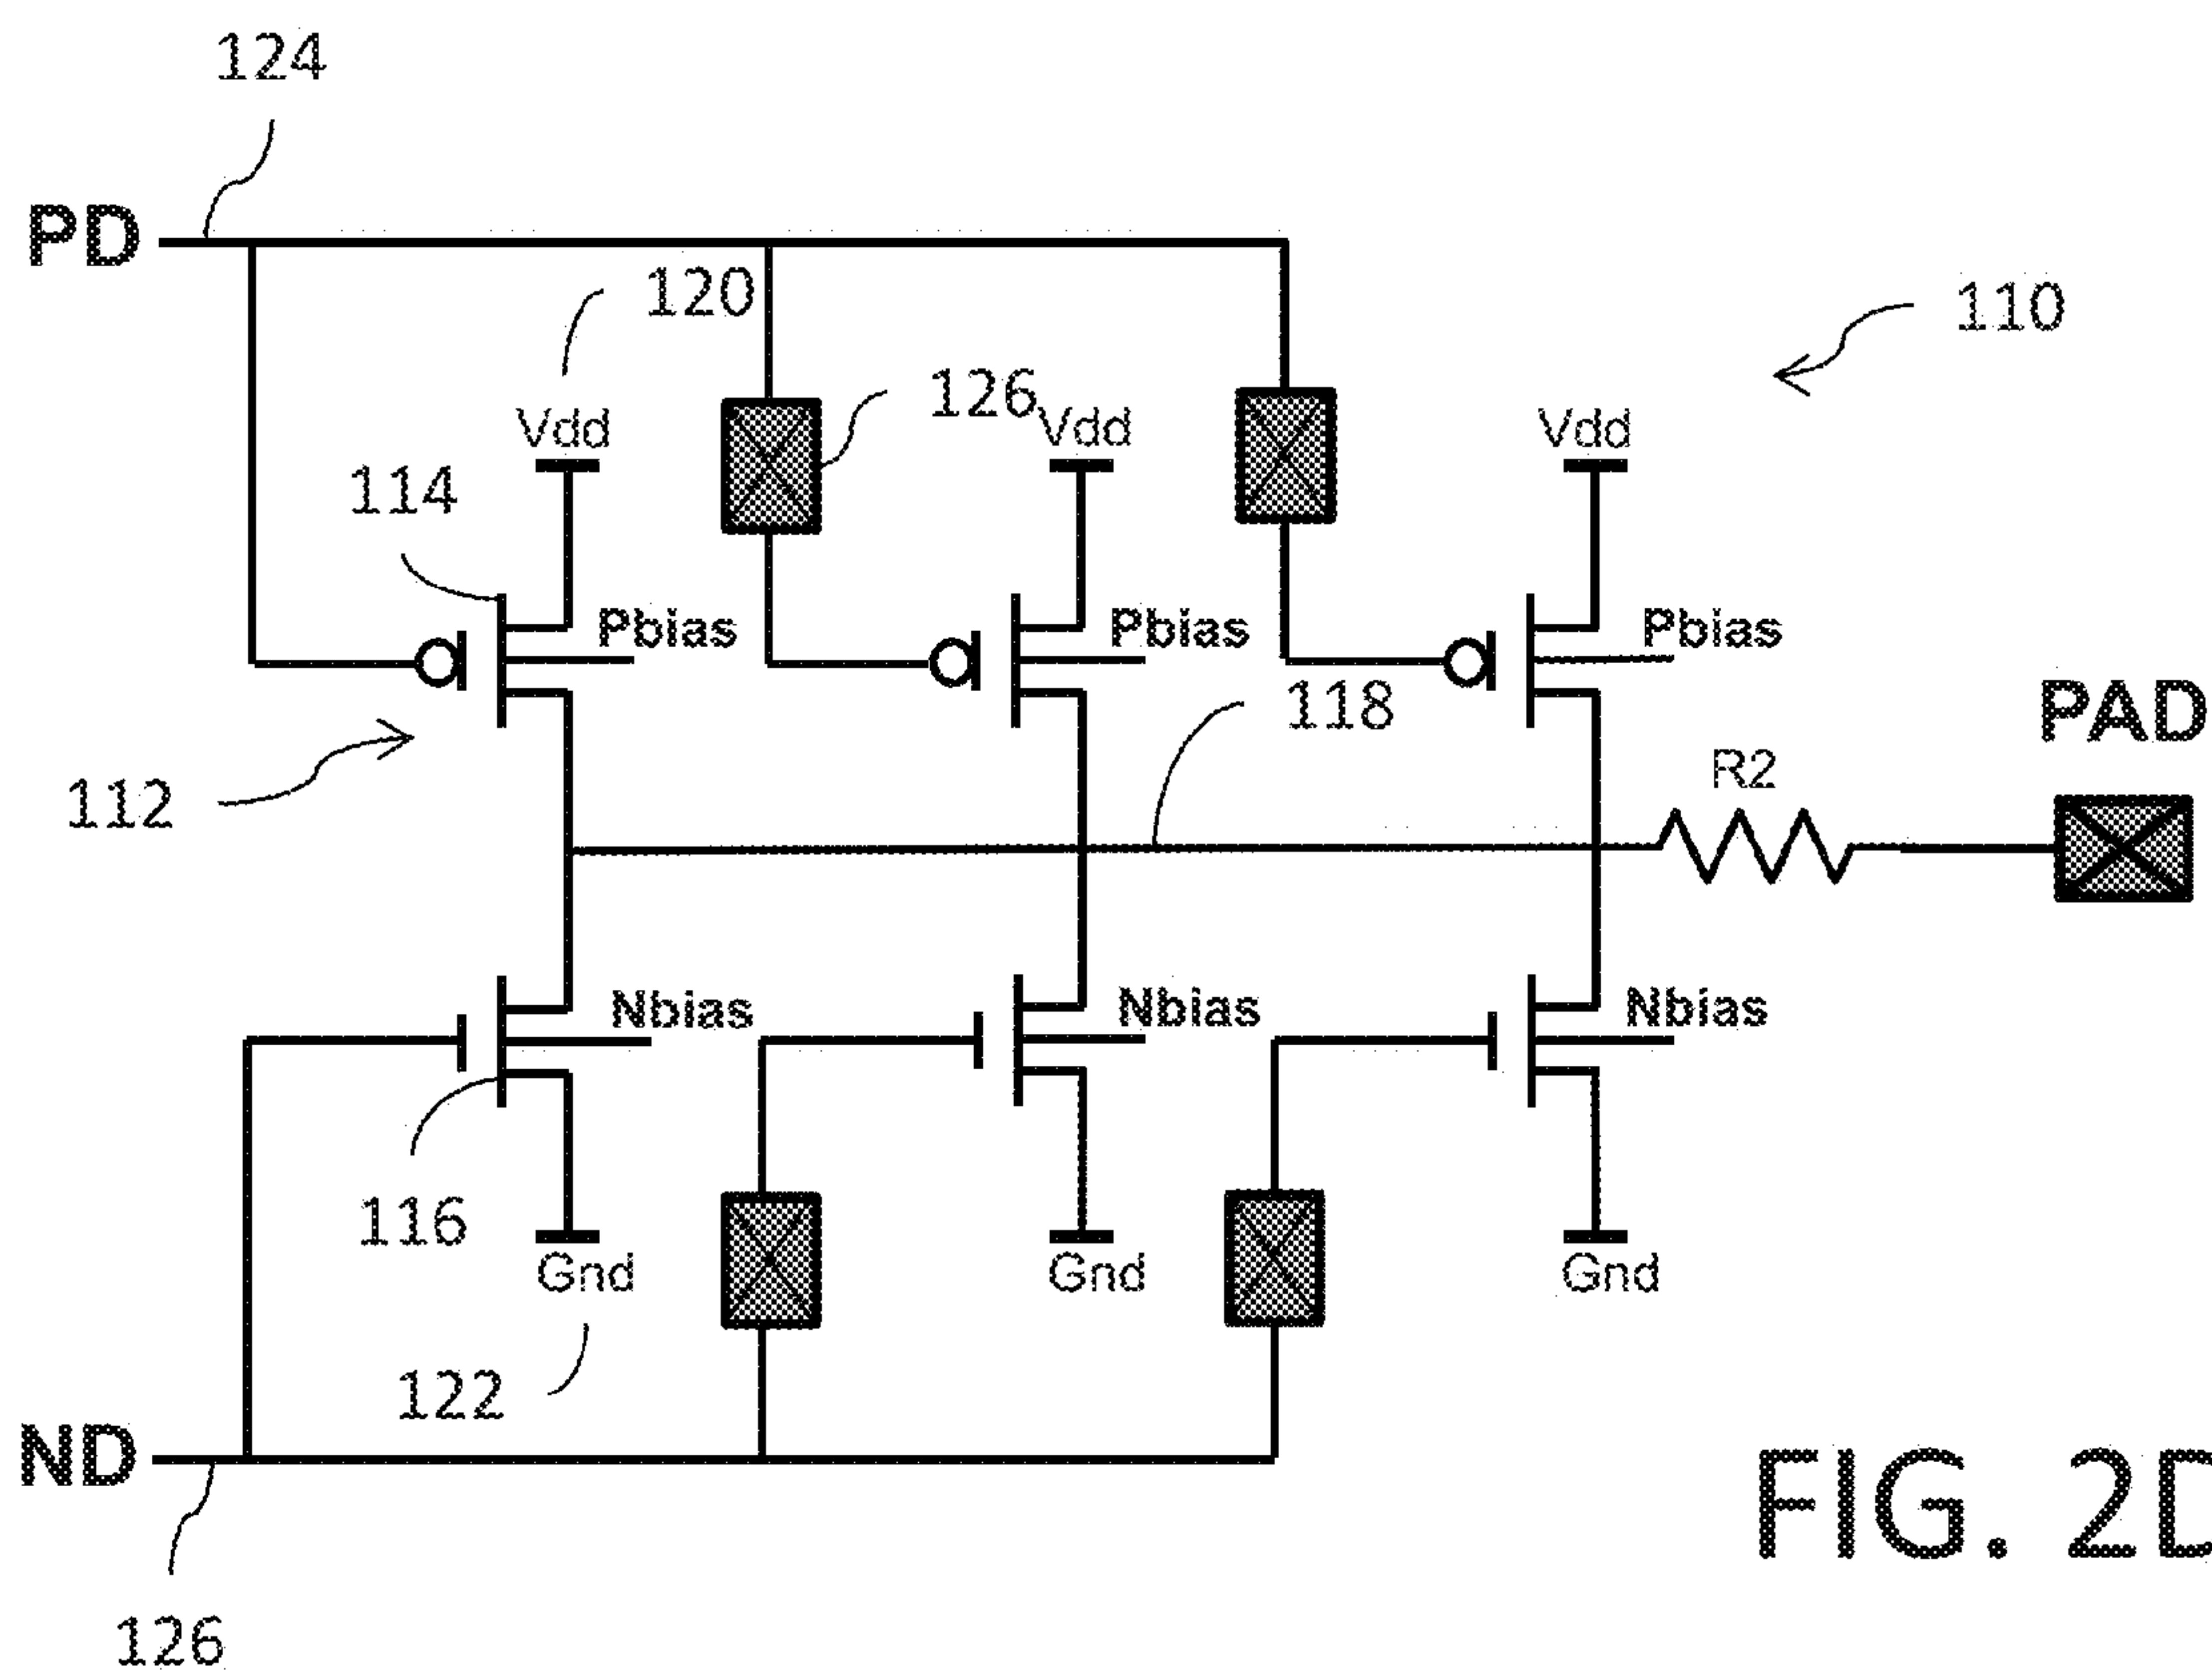 124
PD
120
110
126
Vdd
Vdd
Vdd
114
Pbias
Pbias
Pbias
118
PAD
R2
112
Nbias
Nbias
Nbias
116
Gnd
Gnd
Gnd
122
ND
FIG. 2D
126